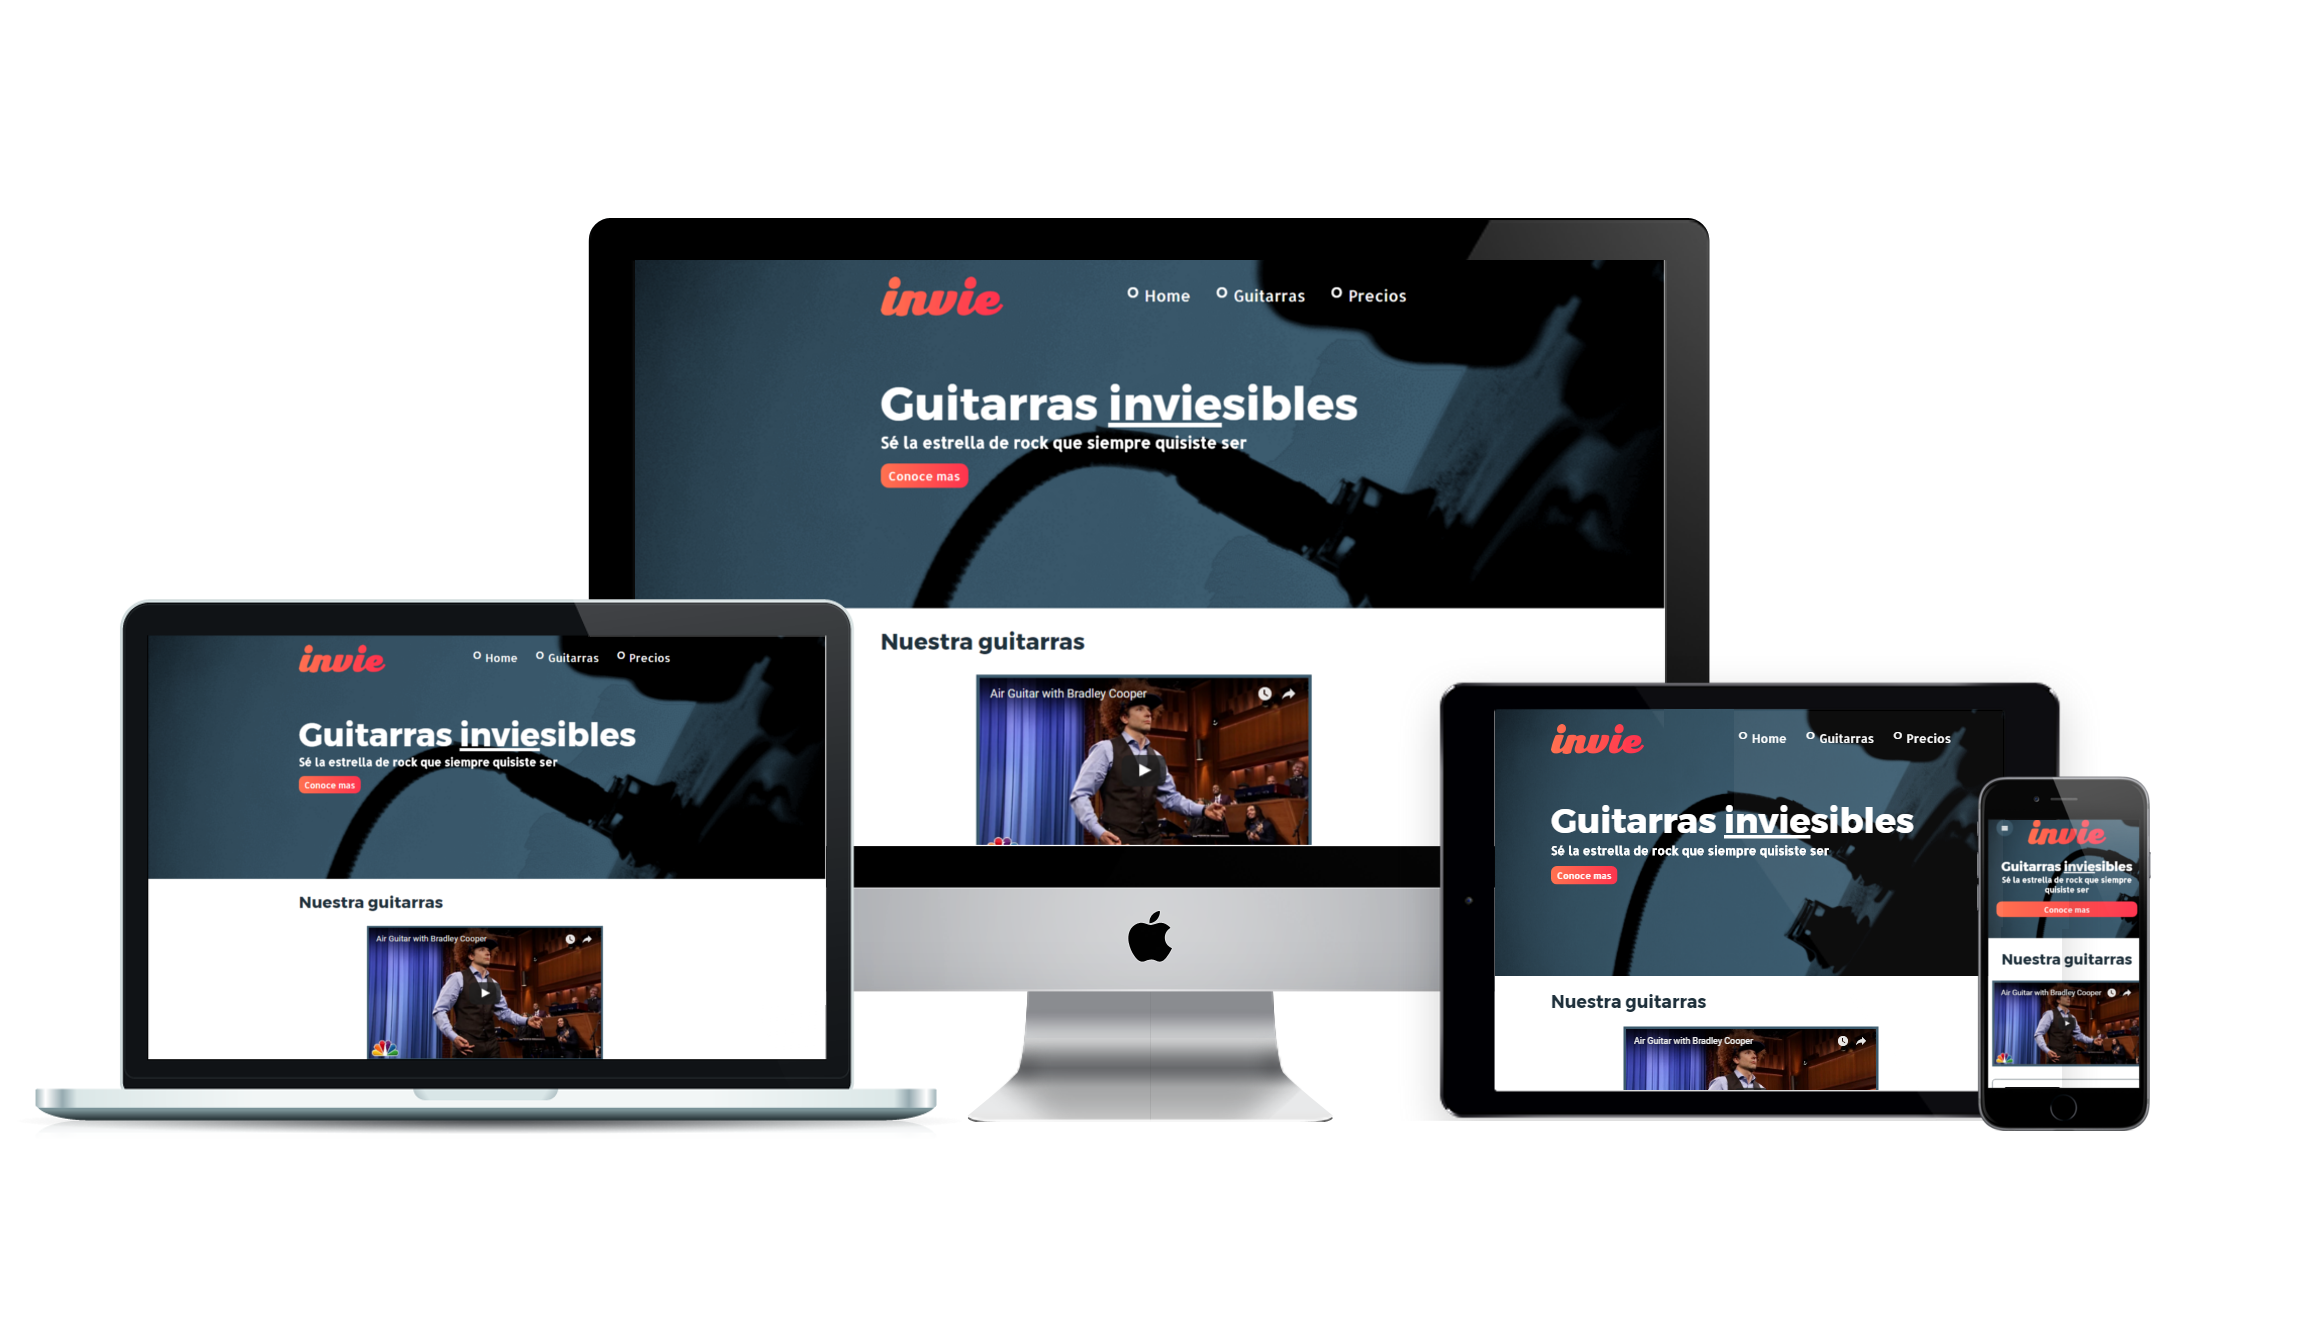 invie
Home Guitarras Precios
Guitarras inviesibles
Sé la estrella de rock que siempre quisiste ser
Conoce mas
Nuestra guitarras
Air Guitar with Bradley Cooper
invie
Home Guitarras Precios
Guitarras inviesibles
Sé la estrella de rock que siempre quisiste ser
Conoce mas
Nuestra guitarras
Air Guitar with Bradley Cooper
invie
Home Guitarras Precios
Guitarras inviesibles
Sé la estrella de rock que siempre quisiste ser
Conoce mas
Nuestra guitarras
Air Guitar with Bradley Cooper
invie
Guitarras inviesibles
Sé la estrella de rock que siempre
quisiste ser
Conoce mas
Nuestra guitarras
Air Guitar with Bradley Cooper